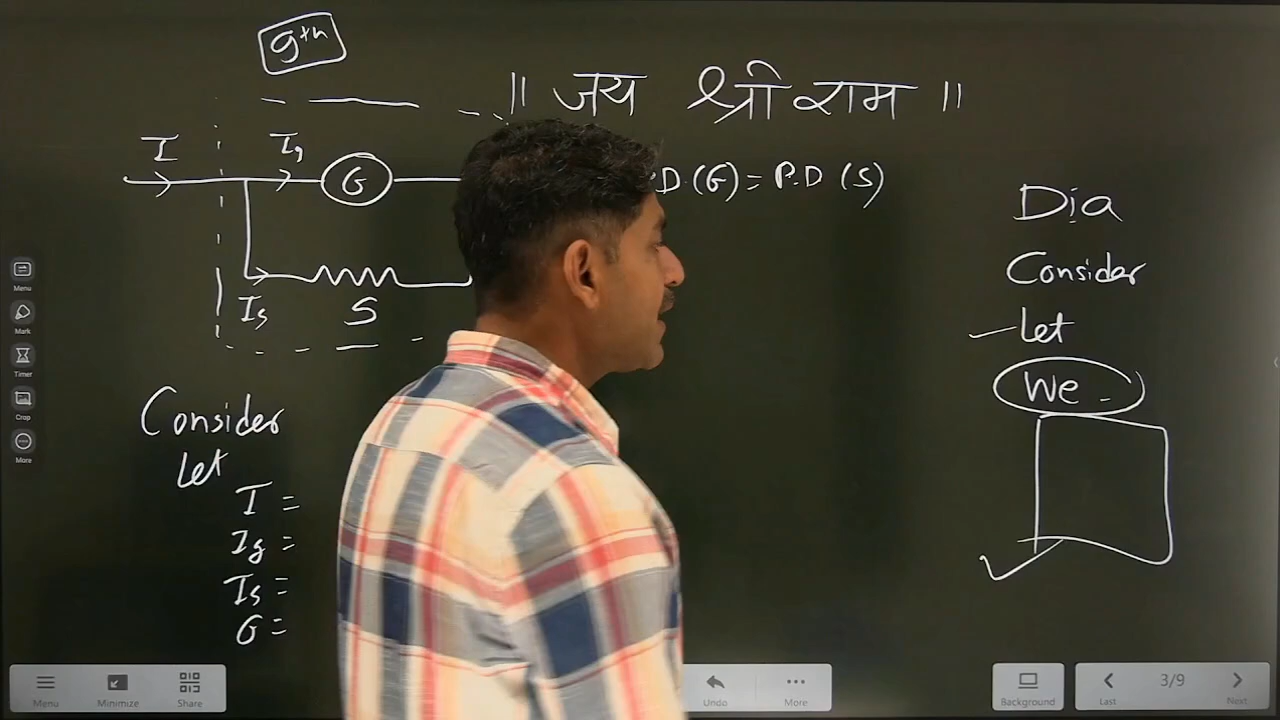 9th
|| जय श्री राम ||
I
Ig
G
.D.(G) = P.D (S)
Is
S
Consider
let
I =
Ig =
Is =
G =
Dia
Consider
let
We
Menu
Mark
Timer
Crop
More
Menu
Minimize
Share
Undo
More
Background
Last
3/9
Next